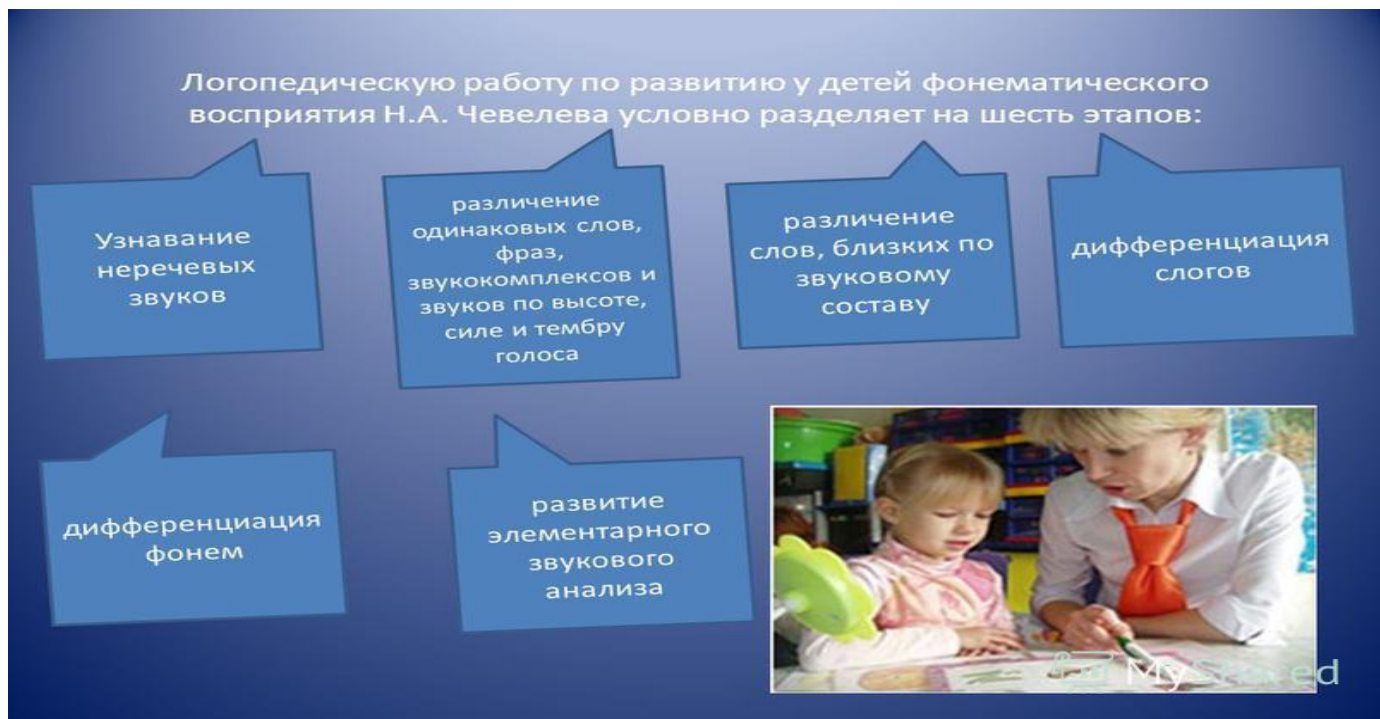 Логопедическую работу по развитию у детей фонематического
восприятия Н.А. Чевелева условно разделяет на шесть этапов:
Узнавание
неречевых
звуков
различение
одинаковых слов,
фраз,
звукокомплексов и
звуков по высоте,
силе и тембру
голоса
различение
слов, близких по
звуковому
составу
дифференциация
слогов
дифференциация
фонем
развитие
элементарного
звукового
анализа
MyShared